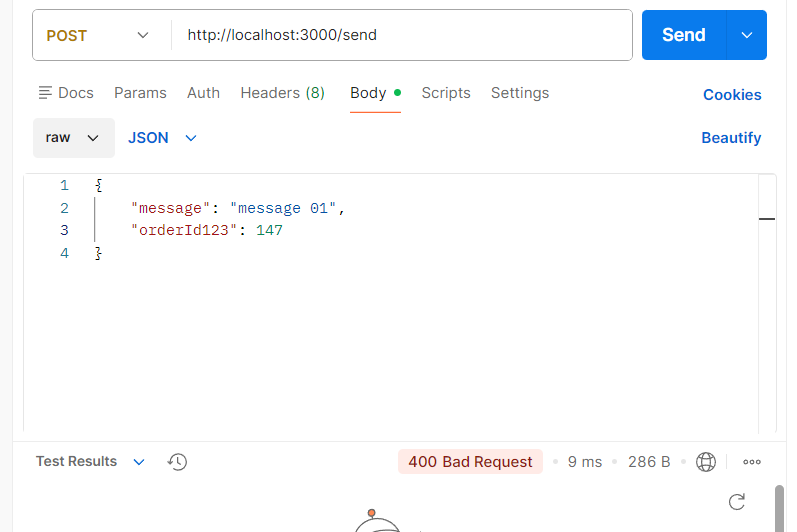 POST http://localhost:3000/send Send
Docs Params Auth Headers (8) Body Scripts Settings Cookies
raw JSON Beautify
1 {
2 "message": "message 01",
3 "orderId123": 147
4 }
Test Results 400 Bad Request 9 ms 286 B